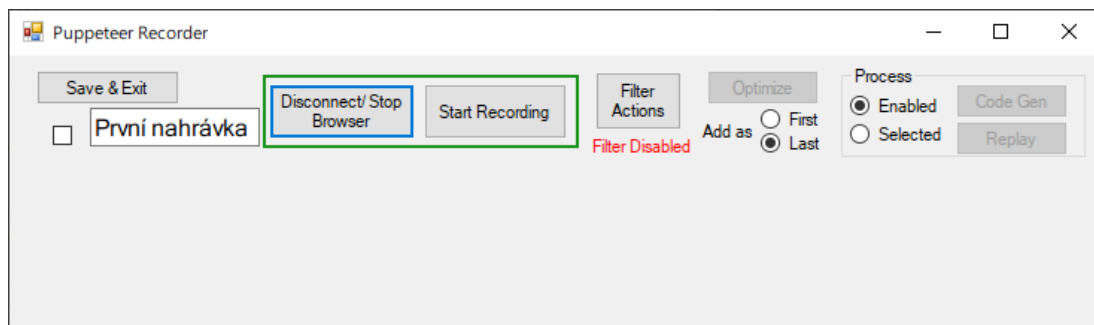 Puppeteer Recorder
Save & Exit
První nahrávka
Disconnect/ Stop
Browser
Start Recording
Filter
Actions
Filter Disabled
Optimize
Add as
First
Last
Process
Enabled
Selected
Code Gen
Replay